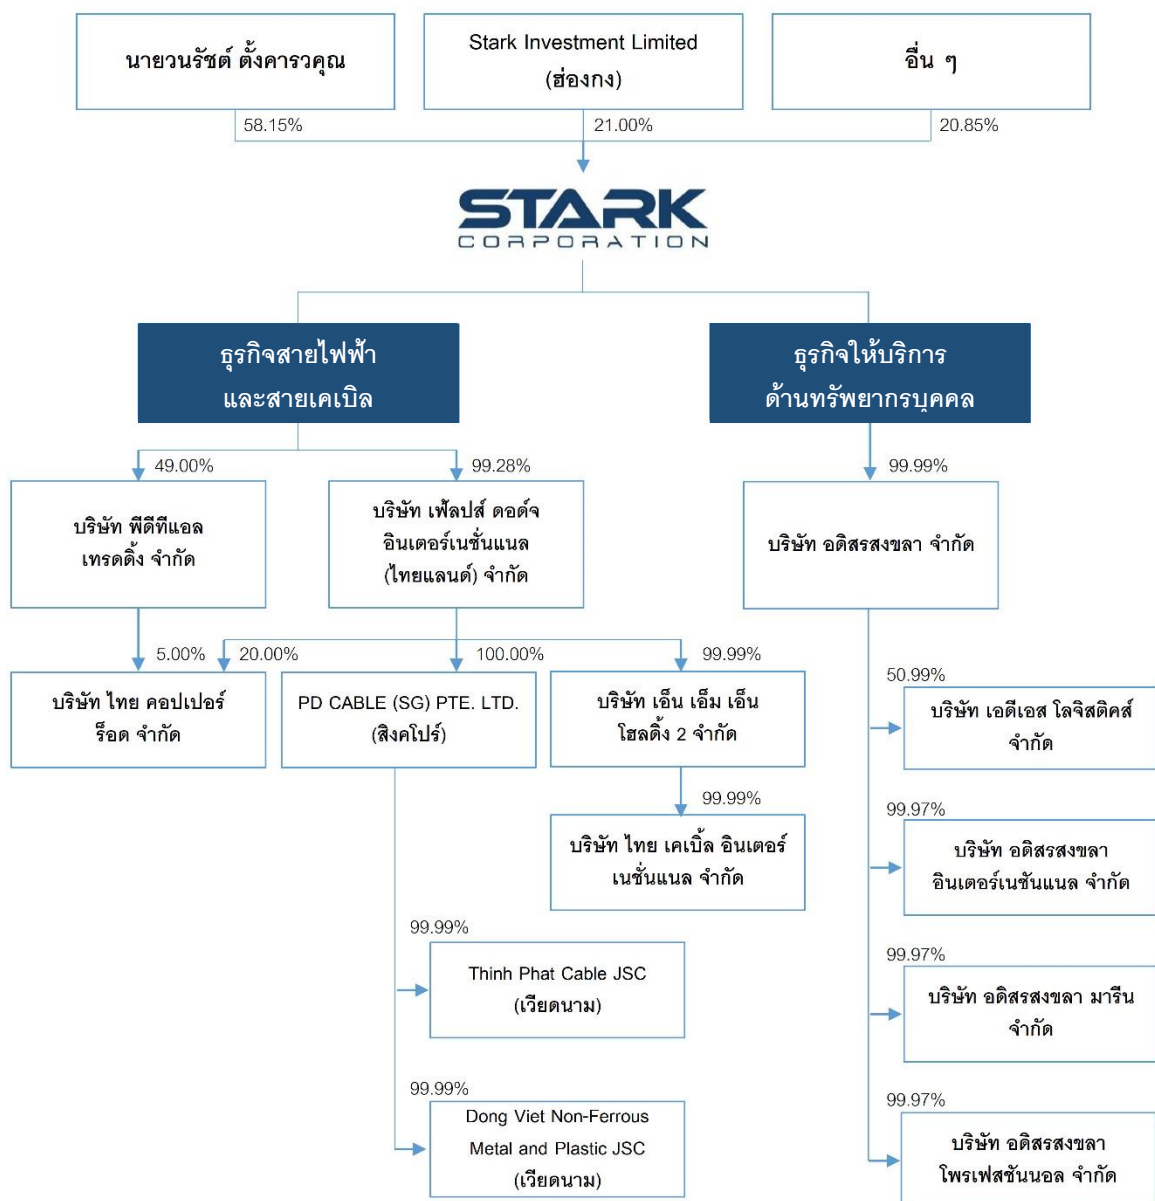 นายวนรัชต์ ตั้งคารวคุณ
Stark Investment Limited
(ฮ่องกง)
อื่น ๆ
58.15%
21.00%
20.85%
STARK
CORPORATION
ธุรกิจสายไฟฟ้า
และสายเคเบิล
ธุรกิจให้บริการ
ด้านทรัพยากรบุคคล
49.00%
99.28%
99.99%
บริษัท พีดีทีแอล
เทรดดิ้ง จำกัด
บริษัท เฟ้ลปส์ ดอด์จ
อินเตอร์เนชั่นแนล
(ไทยแลนด์) จำกัด
บริษัท อดิสรสงขลา จำกัด
5.00%
20.00%
100.00%
99.99%
บริษัท ไทย คอปเปอร์
ร็อด จำกัด
PD CABLE (SG) PTE. LTD.
(สิงคโปร์)
บริษัท เอ็น เอ็ม เอ็น
โฮลดิ้ง 2 จำกัด
50.99%
บริษัท เอดีเอส โลจิสติคส์
จำกัด
99.99%
บริษัท ไทย เคเบิ้ล อินเตอร์
เนชั่นแนล จำกัด
99.97%
บริษัท อดิสรสงขลา
อินเตอร์เนชันแนล จำกัด
99.99%
Thinh Phat Cable JSC
(เวียดนาม)
99.97%
บริษัท อดิสรสงขลา มารีน
จำกัด
99.99%
Dong Viet Non-Ferrous
Metal and Plastic JSC
(เวียดนาม)
99.97%
บริษัท อดิสรสงขลา
โพรเฟสชันนอล จำกัด